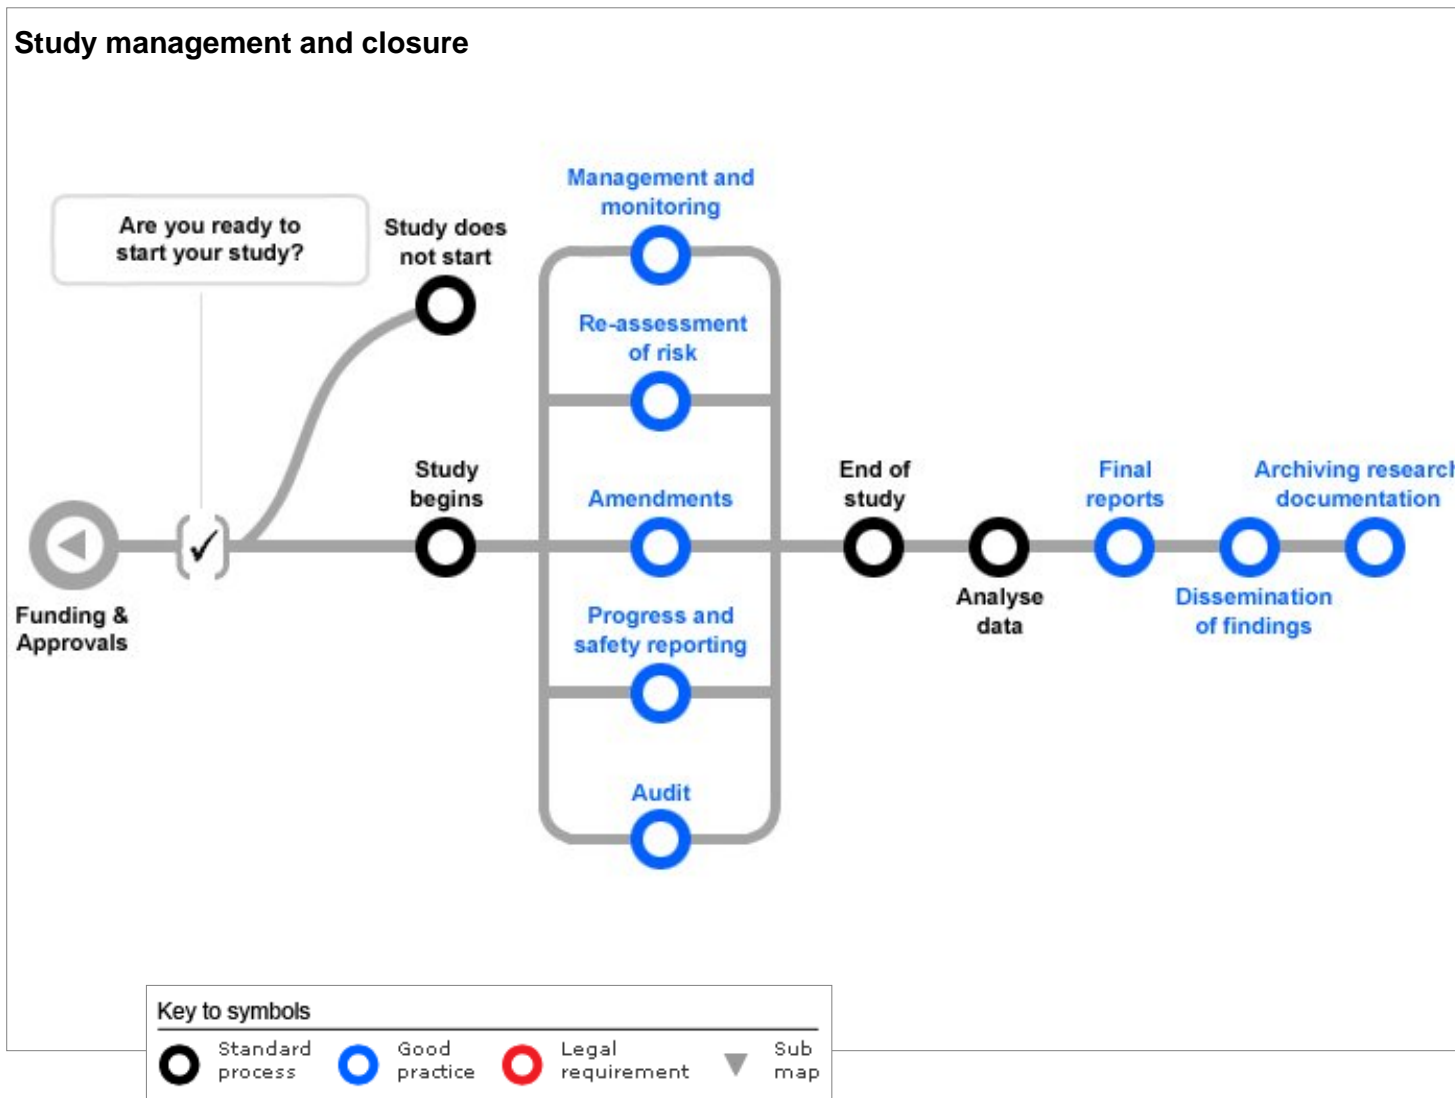 Study management and closure
Are you ready to
start your study?
Study does
not start
Management and
monitoring
Re-assessment
of risk
Study
begins
Amendments
End of
study
Final
reports
Archiving research
documentation
Funding &
Approvals
Progress and
safety reporting
Analyse
data
Dissemination
of findings
Audit
Key to symbols
Standard
process
Good
practice
Legal
requirement
Sub
map